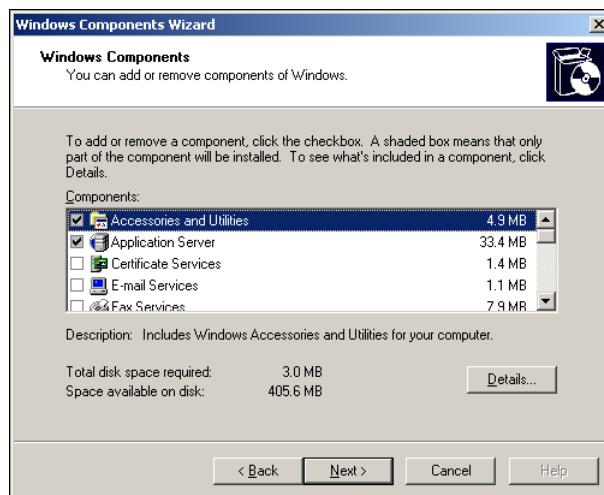 Windows Components Wizard
Windows Components
You can add or remove components of Windows.
To add or remove a component, click the checkbox. A shaded box means that only
part of the component will be installed. To see what's included in a component, click
Details.
Components:
Accessories and Utilities 4.9 MB
Application Server 33.4 MB
Certificate Services 1.4 MB
E-mail Services 1.1 MB
Fax Services 7.9 MB
Description: Includes Windows Accessories and Utilities for your computer.
Total disk space required: 3.0 MB
Space available on disk: 405.6 MB
Details...
< Back Next > Cancel Help